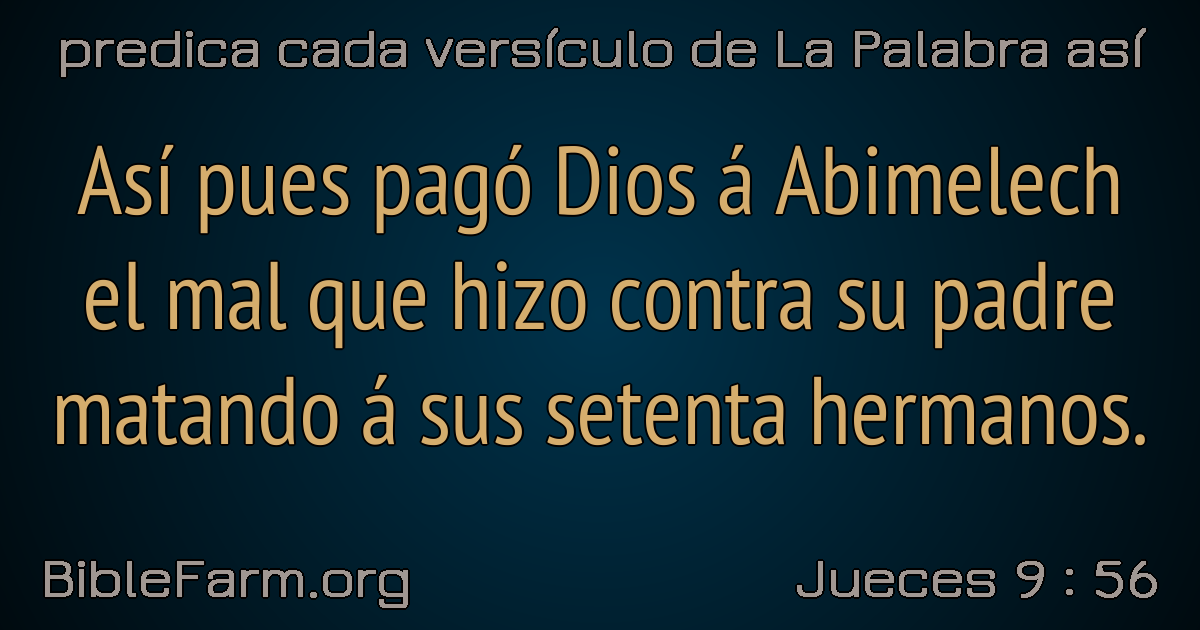 predica cada versículo de La Palabra así
Así pues pagó Dios á Abimelech
el mal que hizo contra su padre
matando á sus setenta hermanos.
BibleFarm.org
Jueces 9 : 56